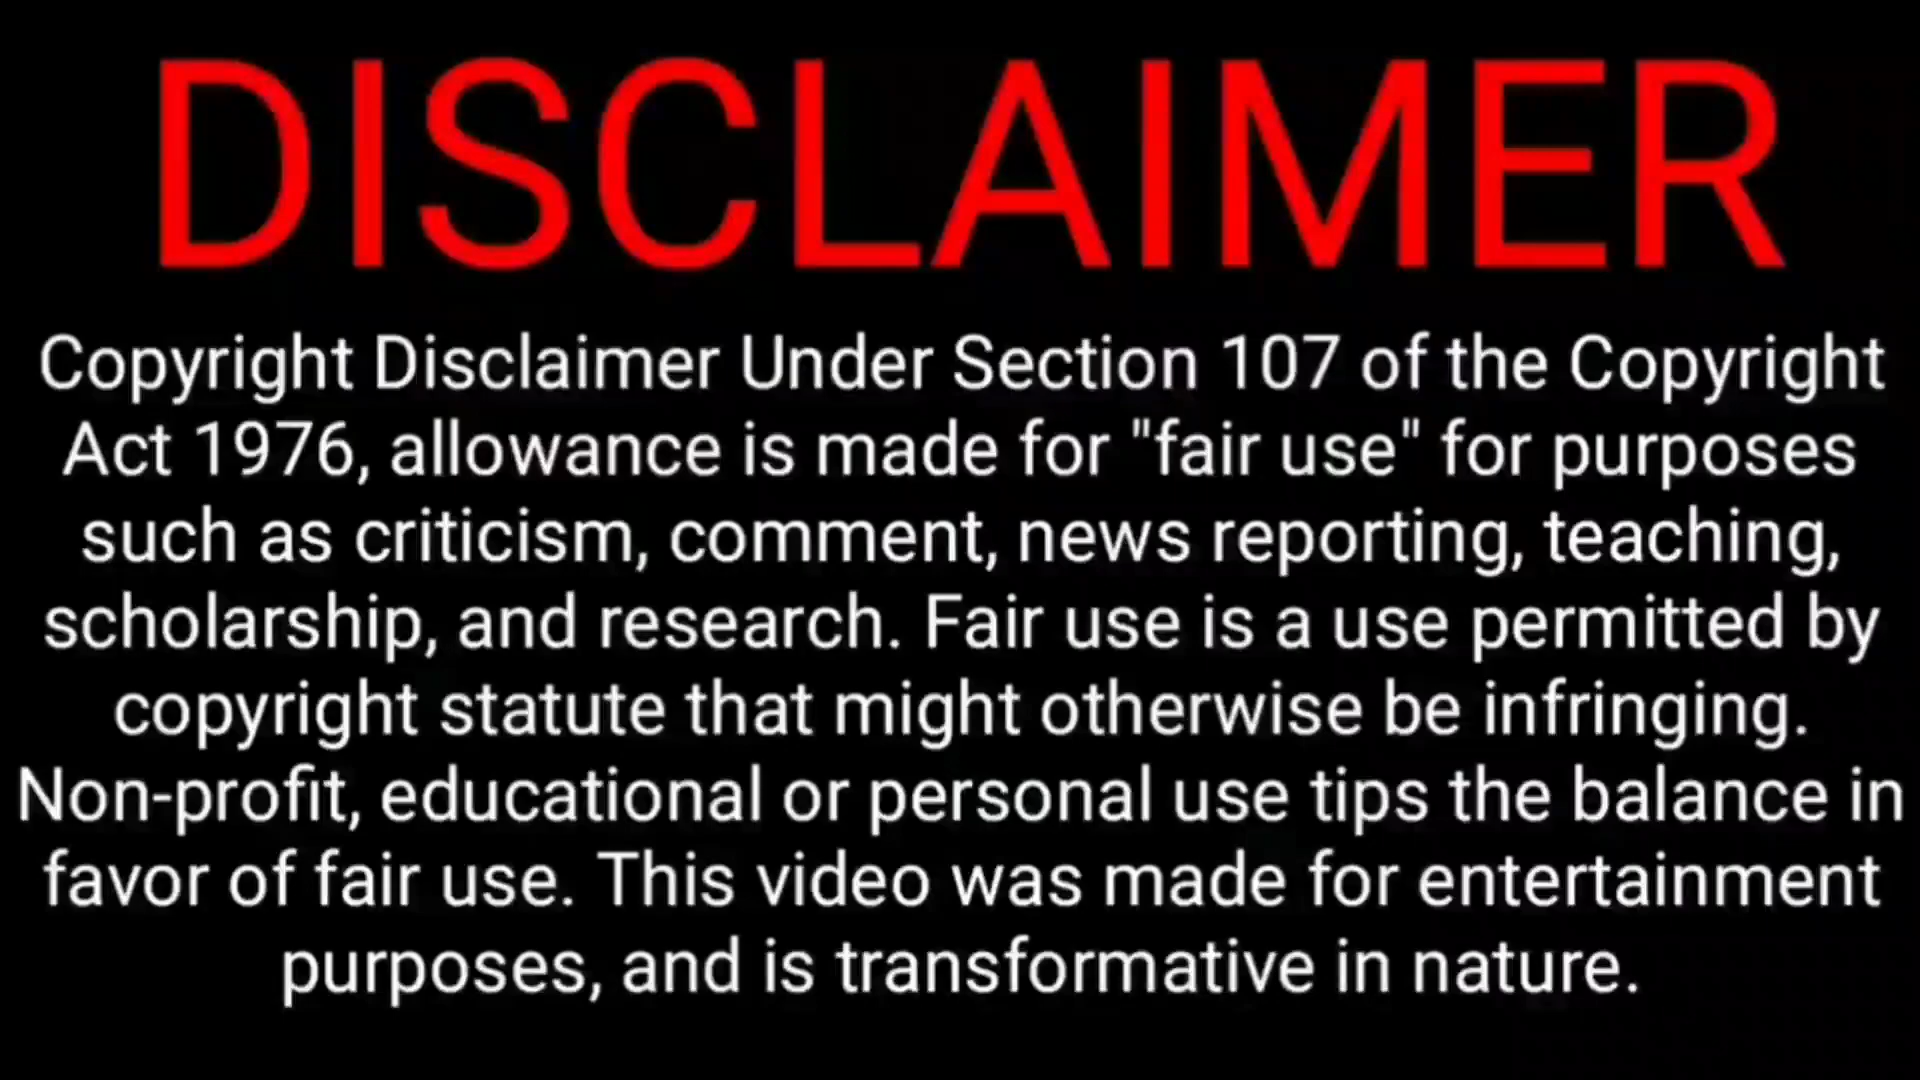 DISCLAIMER
Copyright Disclaimer Under Section 107 of the Copyright
Act 1976, allowance is made for "fair use" for purposes
such as criticism, comment, news reporting, teaching,
scholarship, and research. Fair use is a use permitted by
copyright statute that might otherwise be infringing.
Non-profit, educational or personal use tips the balance in
favor of fair use. This video was made for entertainment
purposes, and is transformative in nature.